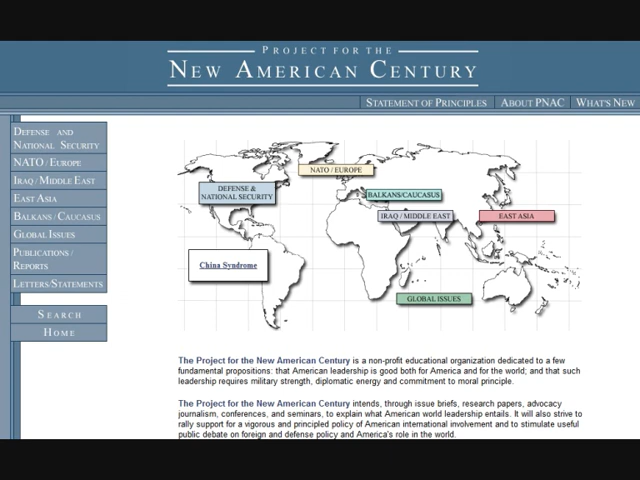 PROJECT FOR THE
NEW AMERICAN CENTURY
STATEMENT OF PRINCIPLES
ABOUT PNAC
WHAT'S NEW
DEFENSE AND
NATIONAL SECURITY
NATO / EUROPE
IRAQ / MIDDLE EAST
EAST ASIA
BALKANS / CAUCASUS
GLOBAL ISSUES
PUBLICATIONS /
REPORTS
LETTERS / STATEMENTS
SEARCH
HOME
NATO / EUROPE
DEFENSE &
NATIONAL SECURITY
BALKANS/CAUCASUS
IRAQ / MIDDLE EAST
EAST ASIA
China Syndrome
GLOBAL ISSUES
The Project for the New American Century is a non-profit educational organization dedicated to a few
fundamental propositions: that American leadership is good both for America and for the world; and that such
leadership requires military strength, diplomatic energy and commitment to moral principle.
The Project for the New American Century intends, through issue briefs, research papers, advocacy
journalism, conferences, and seminars, to explain what American world leadership entails. It will also strive to
rally support for a vigorous and principled policy of American international involvement and to stimulate useful
public debate on foreign and defense policy and America's role in the world.